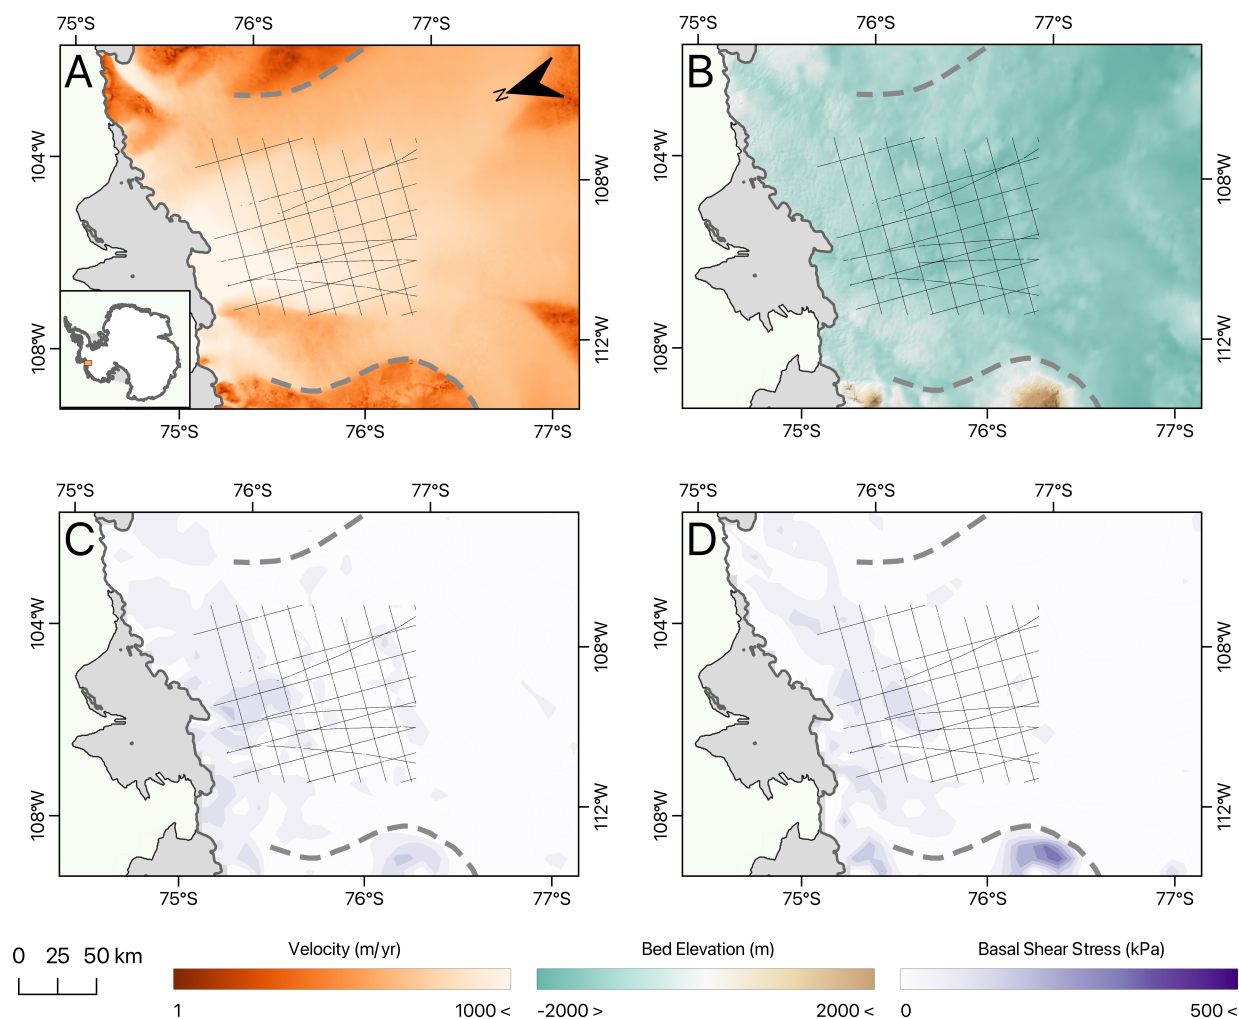 75°S 76°S 77°S 75°S 76°S 77°S
A B
N
104°W 108°W 104°W 108°W
108°W 112°W 108°W 112°W
75°S 76°S 77°S 75°S 76°S 77°S
75°S 76°S 77°S 75°S 76°S 77°S
C D
104°W 108°W 104°W 108°W
108°W 112°W 108°W 112°W
75°S 76°S 77°S 75°S 76°S 77°S
0 25 50 km
Velocity (m/yr)
1 1000 <
Bed Elevation (m)
-2000 > 2000 <
Basal Shear Stress (kPa)
0 500 <